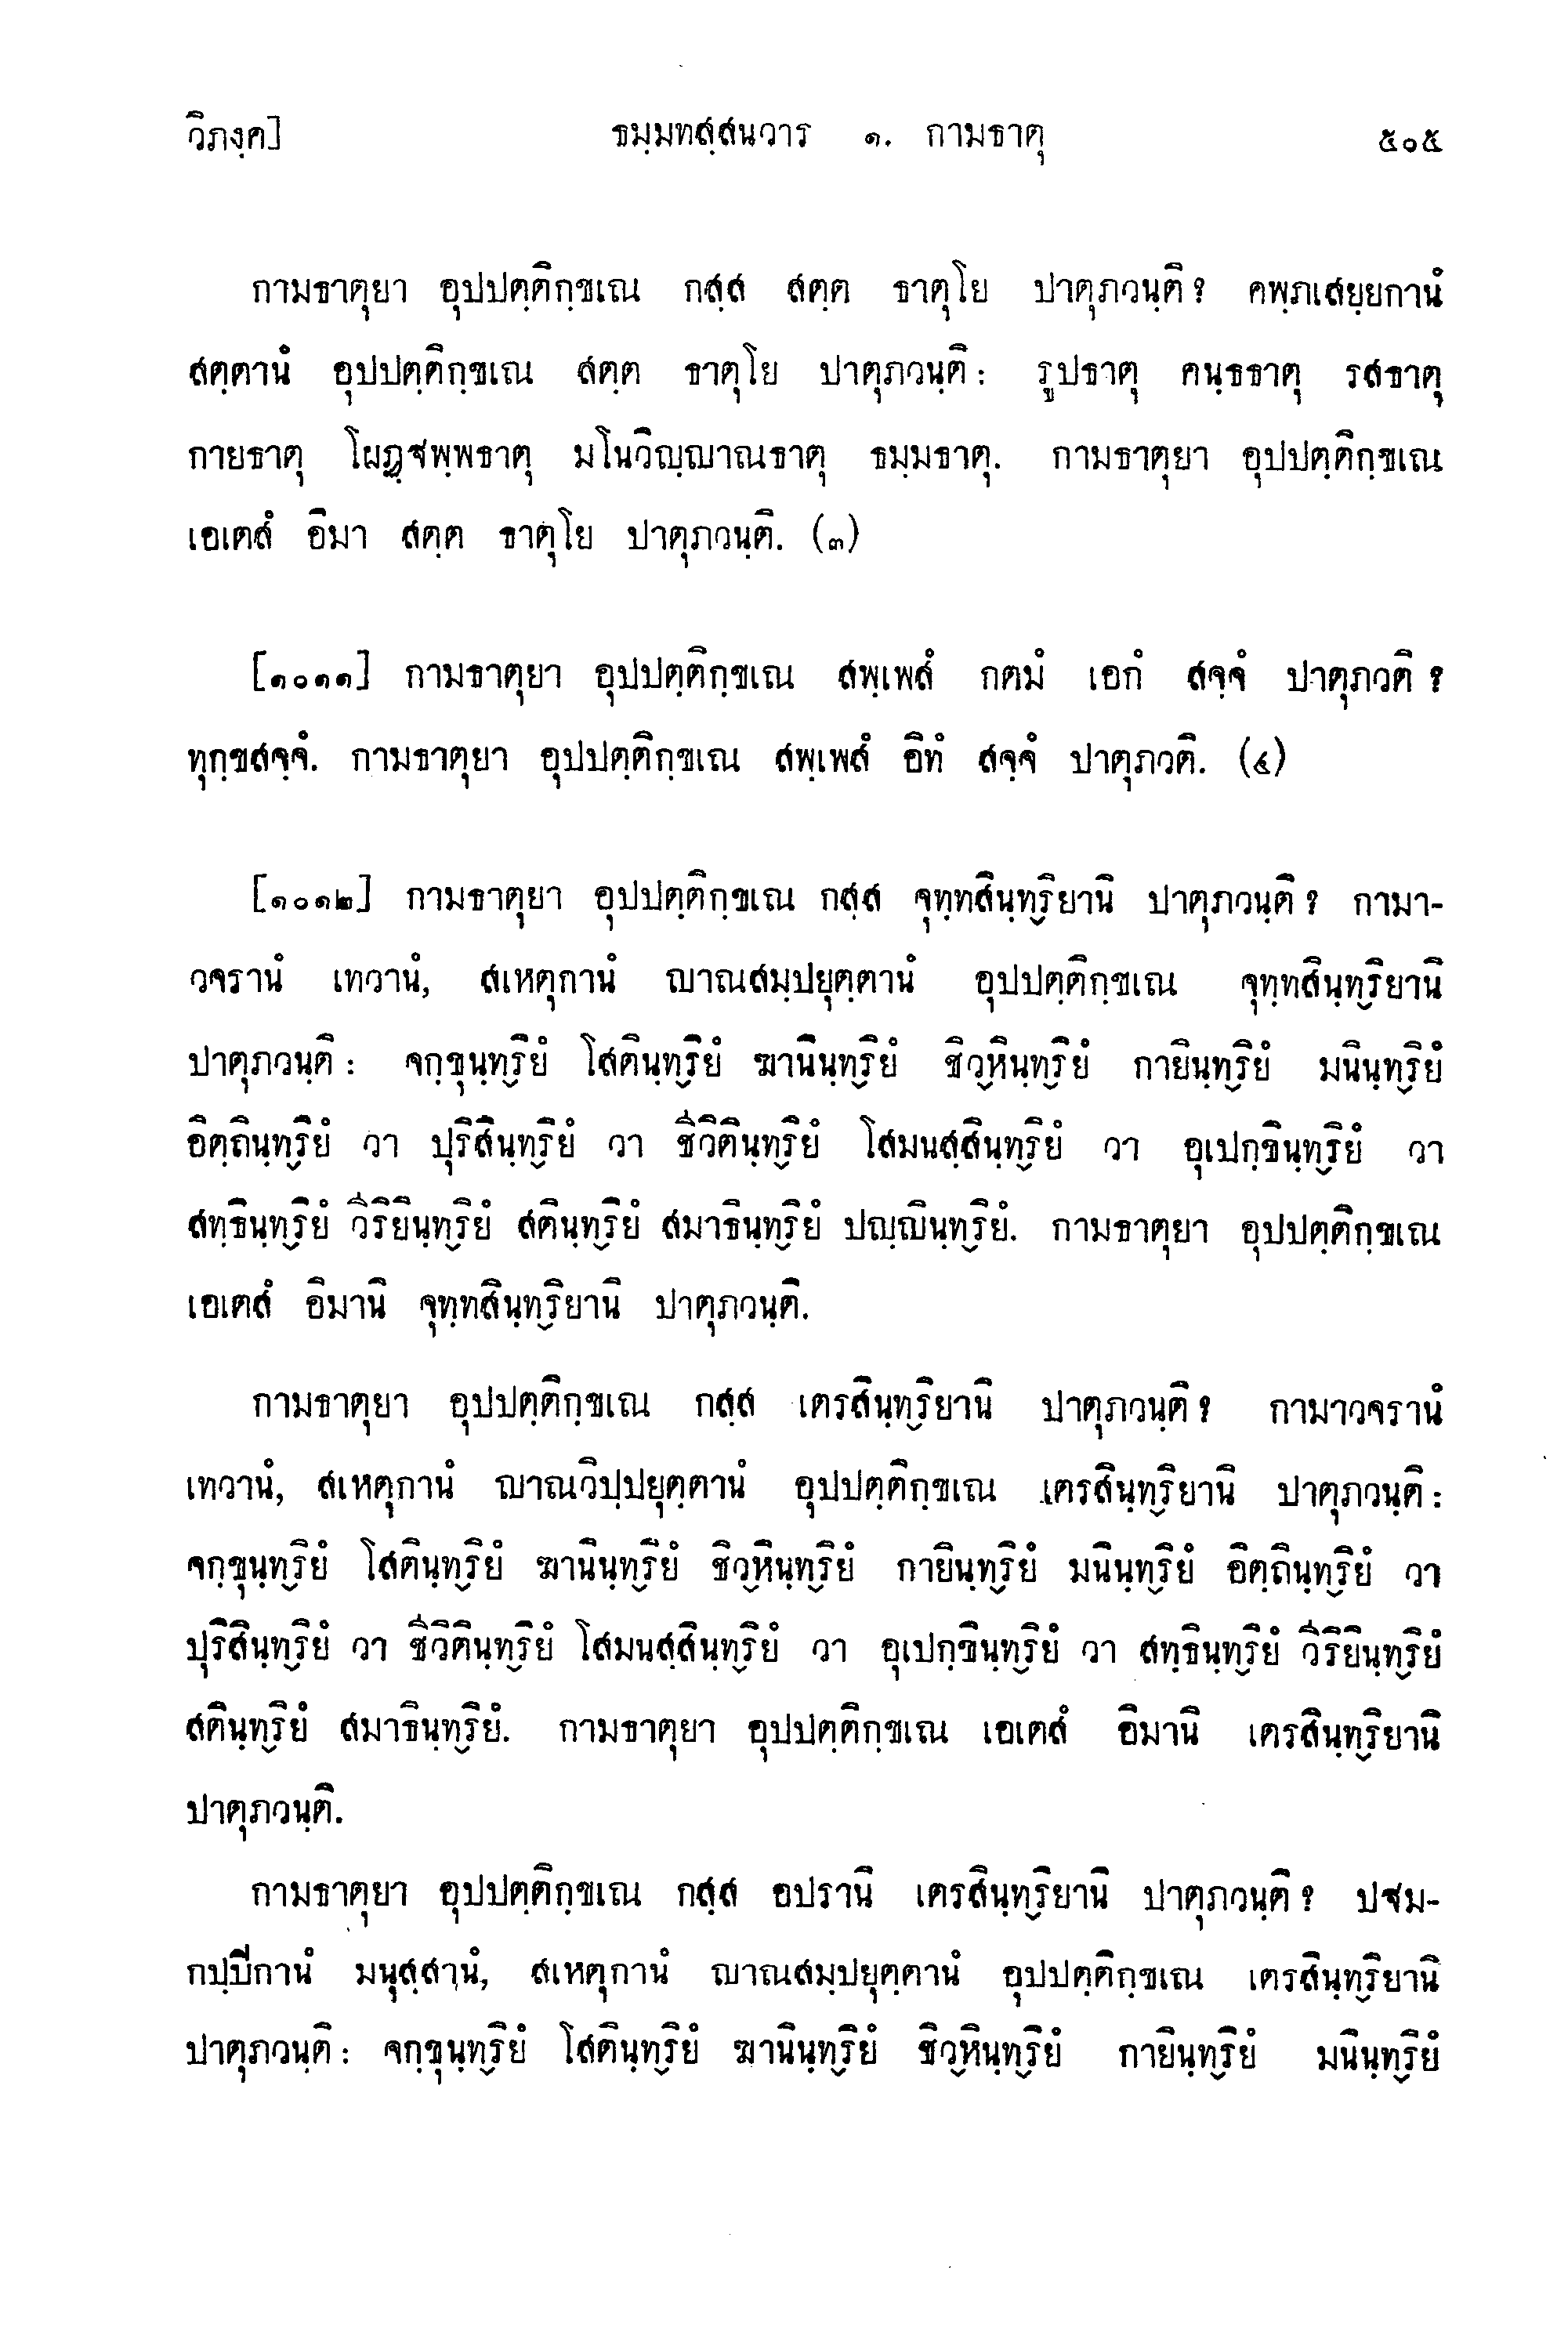 วิภงฺค]	ธมฺมทสฺสนวาร ๑. กามธาตุ	๕๐๕
กามธาตุยา อุปปตฺติกฺขเณ กสฺส สตฺต ธาตุโย ปาตุภวนฺติ? คพฺภเสยฺยกานํ
สตฺตานํ อุปปตฺติกฺขเณ สตฺต ธาตุโย ปาตุภวนฺติ: รูปธาตุ คนฺธธาตุ รสธาตุ
กายธาตุ โผฏฺฐพฺพธาตุ มโนวิญฺญาณธาตุ ธมฺมธาตุ. กามธาตุยา อุปปตฺติกฺขเณ
เอเตสํ อิมา สตฺต ธาตุโย ปาตุภวนฺติ. (๓)
[๑๐๑๑] กามธาตุยา อุปปตฺติกฺขเณ สพฺเพสํ กตมํ เอกํ สจฺจํ ปาตุภวติ?
ทุกฺขสจฺจํ. กามธาตุยา อุปปตฺติกฺขเณ สพฺเพสํ อิทํ สจฺจํ ปาตุภวติ. (๔)
[๑๐๑๒] กามธาตุยา อุปปตฺติกฺขเณ กสฺส จุทฺทสินฺทฺริยานิ ปาตุภวนฺติ? กามา-
วจรานํ เทวานํ, สเหตุกานํ ญาณสมฺปยุตฺตานํ อุปปตฺติกฺขเณ จุทฺทสินฺทฺริยานิ
ปาตุภวนฺติ: จกฺขุนฺทฺริยํ โสตินฺทฺริยํ ฆานินฺทฺริยํ ชิวฺหินฺทฺริยํ กายินฺทฺริยํ มนินฺทฺริยํ
อิตฺถินฺทฺริยํ วา ปุริสินฺทฺริยํ วา ชีวิตินฺทฺริยํ โสมนสฺสินฺทฺริยํ วา อุเปกฺขินฺทฺริยํ วา
สทฺธินฺทฺริยํ วีริยินฺทฺริยํ สตินฺทฺริยํ สมาธินฺทฺริยํ ปญฺญินฺทฺริยํ. กามธาตุยา อุปปตฺติกฺขเณ
เอเตสํ อิมานิ จุทฺทสินฺทฺริยานิ ปาตุภวนฺติ.
กามธาตุยา อุปปตฺติกฺขเณ กสฺส เตรสินฺทฺริยานิ ปาตุภวนฺติ? กามาวจรานํ
เทวานํ, สเหตุกานํ ญาณวิปฺปยุตฺตานํ อุปปตฺติกฺขเณ เตรสินฺทฺริยานิ ปาตุภวนฺติ:
จกฺขุนฺทฺริยํ โสตินฺทฺริยํ ฆานินฺทฺริยํ ชิวฺหินฺทฺริยํ กายินฺทฺริยํ มนินฺทฺริยํ อิตฺถินฺทฺริยํ วา
ปุริสินฺทฺริยํ วา ชีวิตินฺทฺริยํ โสมนสฺสินฺทฺริยํ วา อุเปกฺขินฺทฺริยํ วา สทฺธินฺทฺริยํ วีริยินฺทฺริยํ
สตินฺทฺริยํ สมาธินฺทฺริยํ. กามธาตุยา อุปปตฺติกฺขเณ เอเตสํ อิมานิ เตรสินฺทฺริยานิ
ปาตุภวนฺติ.
กามธาตุยา อุปปตฺติกฺขเณ กสฺส อปรานิ เตรสินฺทฺริยานิ ปาตุภวนฺติ? ปฐม-
กปฺปิกานํ มนุสฺสานํ, สเหตุกานํ ญาณสมฺปยุตฺตานํ อุปปตฺติกฺขเณ เตรสินฺทฺริยานิ
ปาตุภวนฺติ: จกฺขุนฺทฺริยํ โสตินฺทฺริยํ ฆานินฺทฺริยํ ชิวฺหินฺทฺริยํ กายินฺทฺริยํ มนินฺทฺริยํ